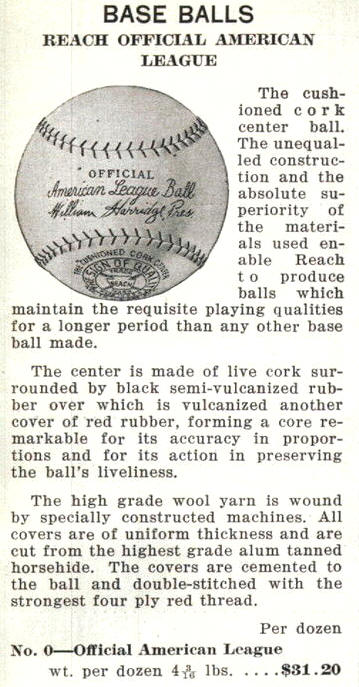 BASE BALLS
REACH OFFICIAL AMERICAN
LEAGUE
OFFICIAL
American League Ball
William Harridge Pres
THE CUSHIONED CORK CENTER
SIGN OF QUALITY
TRADE
REACH
The cush-
ioned cork
center ball.
The unequal-
led construc-
tion and the
absolute su-
periority of
the materi-
als used en-
able Reach
to produce
balls which
maintain the requisite playing qualities
for a longer period than any other base
ball made.
The center is made of live cork sur-
rounded by black semi-vulcanized rub-
ber over which is vulcanized another
cover of red rubber, forming a core re-
markable for its accuracy in propor-
tions and for its action in preserving
the ball's liveliness.
The high grade wool yarn is wound
by specially constructed machines. All
covers are of uniform thickness and are
cut from the highest grade alum tanned
horsehide. The covers are cemented to
the ball and double-stitched with the
strongest four ply red thread.
Per dozen
No. 0—Official American League
wt. per dozen 4 3/16 lbs. .....$31.20